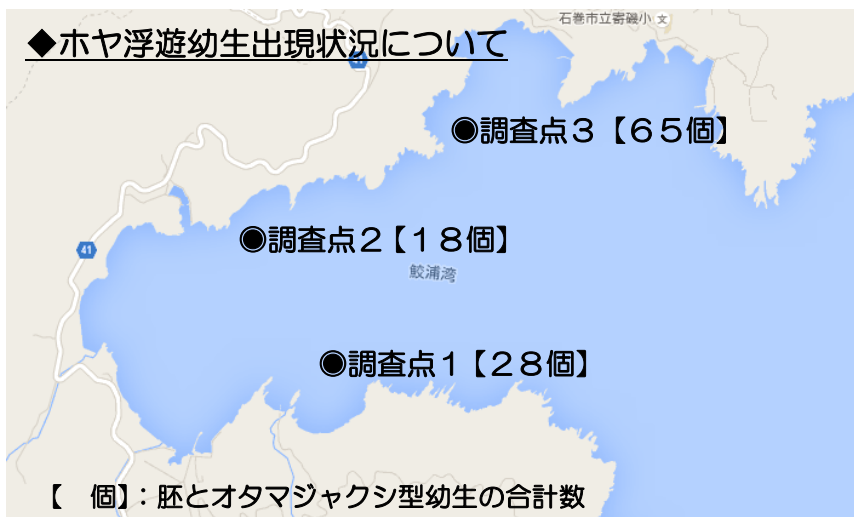 石巻市立寄磯小 文
◆ホヤ浮遊幼生出現状況について
41
◉調査点3【65個】
◉調査点2【18個】
41
鮫浦湾
◉調査点1【28個】
【　個】:胚とオタマジャクシ型幼生の合計数